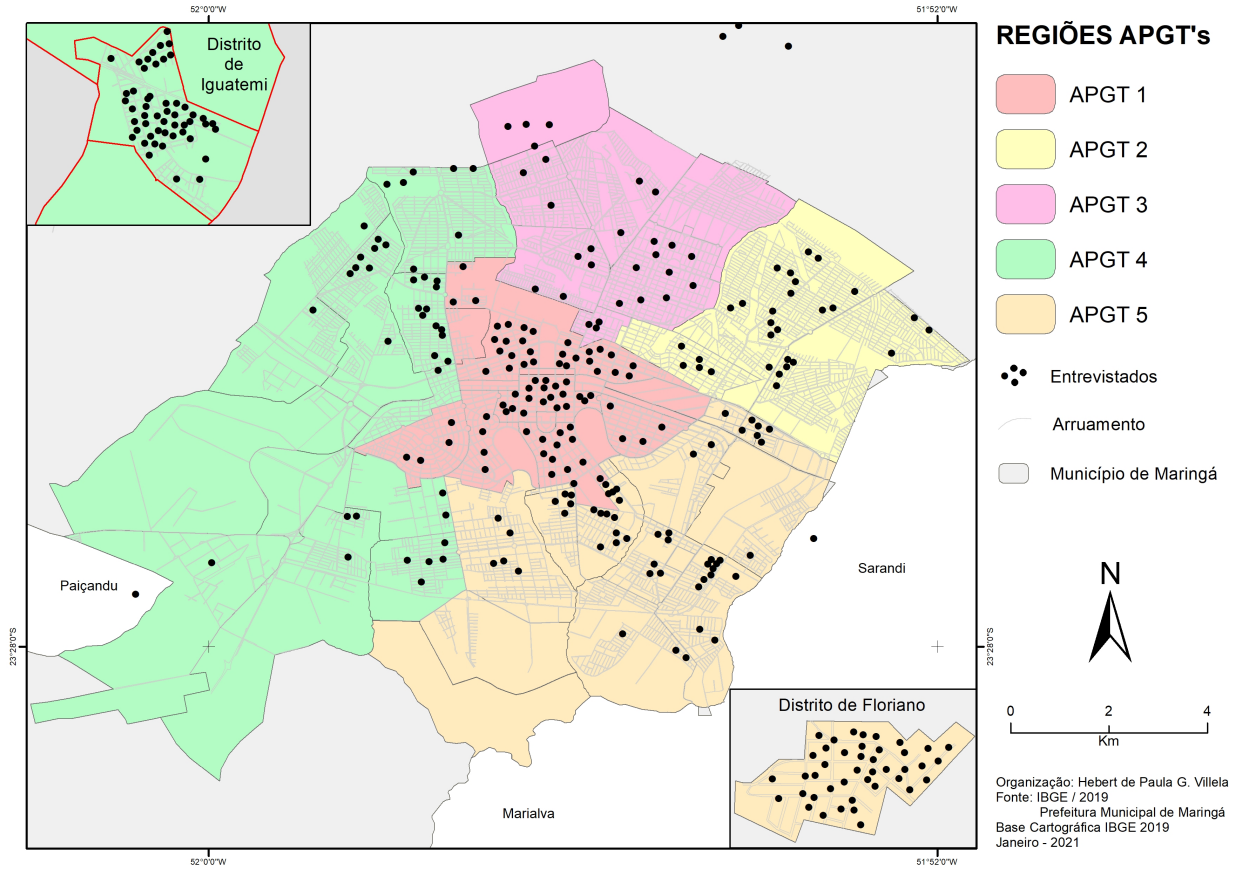 52°0'0"W
51°52'0"W
Distrito
de
Iguatemi
Paiçandu
Sarandi
Marialva
23°28'0"S
23°28'0"S
Distrito de Floriano
52°0'0"W
51°52'0"W
REGIÕES APGT's
APGT 1
APGT 2
APGT 3
APGT 4
APGT 5
Entrevistados
Arruamento
Município de Maringá
N
0 2 4
Km
Organização: Hebert de Paula G. Villela
Fonte: IBGE / 2019
Prefeitura Municipal de Maringá
Base Cartográfica IBGE 2019
Janeiro - 2021